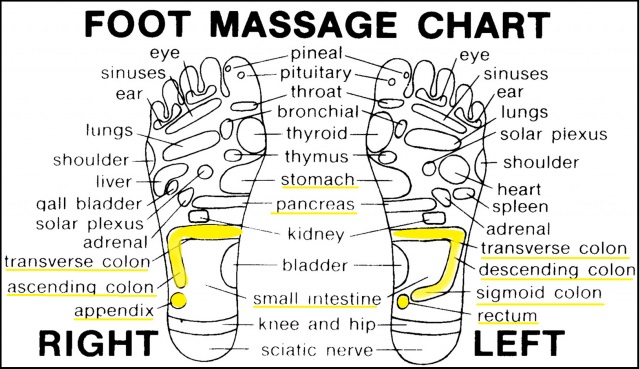 FOOT MASSAGE CHART
eye
sinuses
ear
lungs
shoulder
liver
gall bladder
solar plexus
adrenal
transverse colon
ascending colon
appendix
pineal
pituitary
throat
bronchial
thyroid
thymus
stomach
pancreas
kidney
bladder
small intestine
knee and hip
sciatic nerve
eye
sinuses
ear
lungs
solar plexus
shoulder
heart
spleen
adrenal
transverse colon
descending colon
sigmoid colon
rectum
RIGHT
LEFT